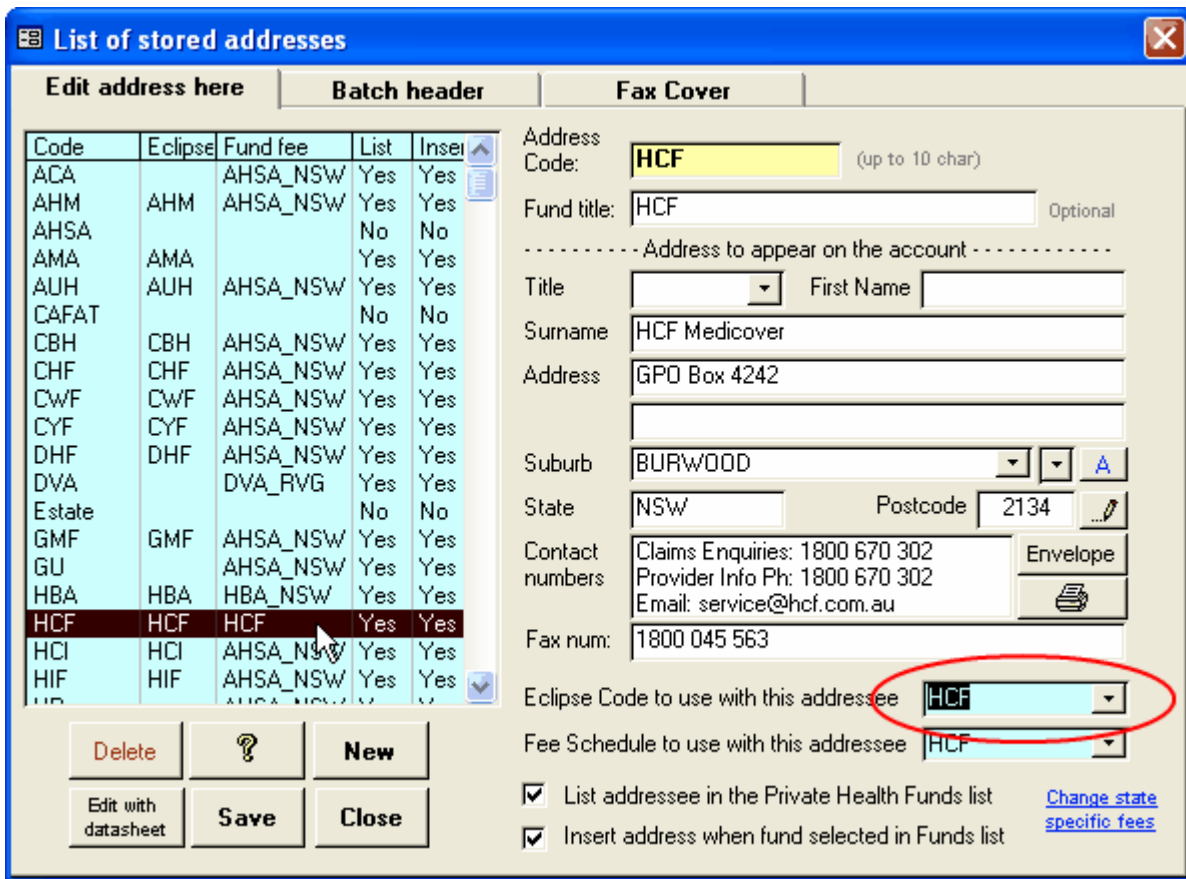 List of stored addresses
Edit address here Batch header Fax Cover
Code Eclipse Fund fee List Inser
ACA AHSA_NSW Yes Yes
AHM AHM AHSA_NSW Yes Yes
AHSA No No
AMA AMA Yes Yes
AUH AUH AHSA_NSW Yes Yes
CAFAT No No
CBH CBH AHSA_NSW Yes Yes
CHF CHF AHSA_NSW Yes Yes
CWF CWF AHSA_NSW Yes Yes
CYF CYF AHSA_NSW Yes Yes
DHF DHF AHSA_NSW Yes Yes
DVA DVA_RVG Yes Yes
Estate No No
GMF GMF AHSA_NSW Yes Yes
GU AHSA_NSW Yes Yes
HBA HBA HBA_NSW Yes Yes
HCF HCF HCF Yes Yes
HCI HCI AHSA_NSW Yes Yes
HIF HIF AHSA_NSW Yes Yes
Delete ? New
Edit with datasheet Save Close
Address Code: HCF (up to 10 char)
Fund title: HCF Optional
- - - - - - - - - - Address to appear on the account - - - - - - - - - - - -
Title First Name
Surname HCF Medicover
Address GPO Box 4242
Suburb BURWOOD A
State NSW Postcode 2134 ...
Contact numbers
Claims Enquiries: 1800 670 302
Provider Info Ph: 1800 670 302
Email: service@hcf.com.au
Envelope
Fax num: 1800 045 563
Eclipse Code to use with this addressee HCF
Fee Schedule to use with this addressee HCF
List addressee in the Private Health Funds list
Insert address when fund selected in Funds list
Change state
specific fees